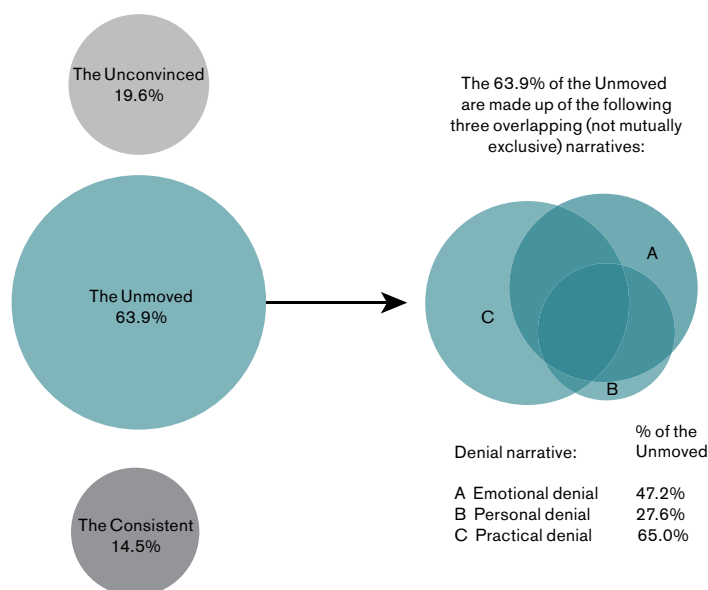 The Unconvinced
19.6%
The 63.9% of the Unmoved
are made up of the following
three overlapping (not mutually
exclusive) narratives:
The Unmoved
63.9%
A
C
B
The Consistent
14.5%
Denial narrative:
% of the
Unmoved
A Emotional denial 47.2%
B Personal denial 27.6%
C Practical denial 65.0%